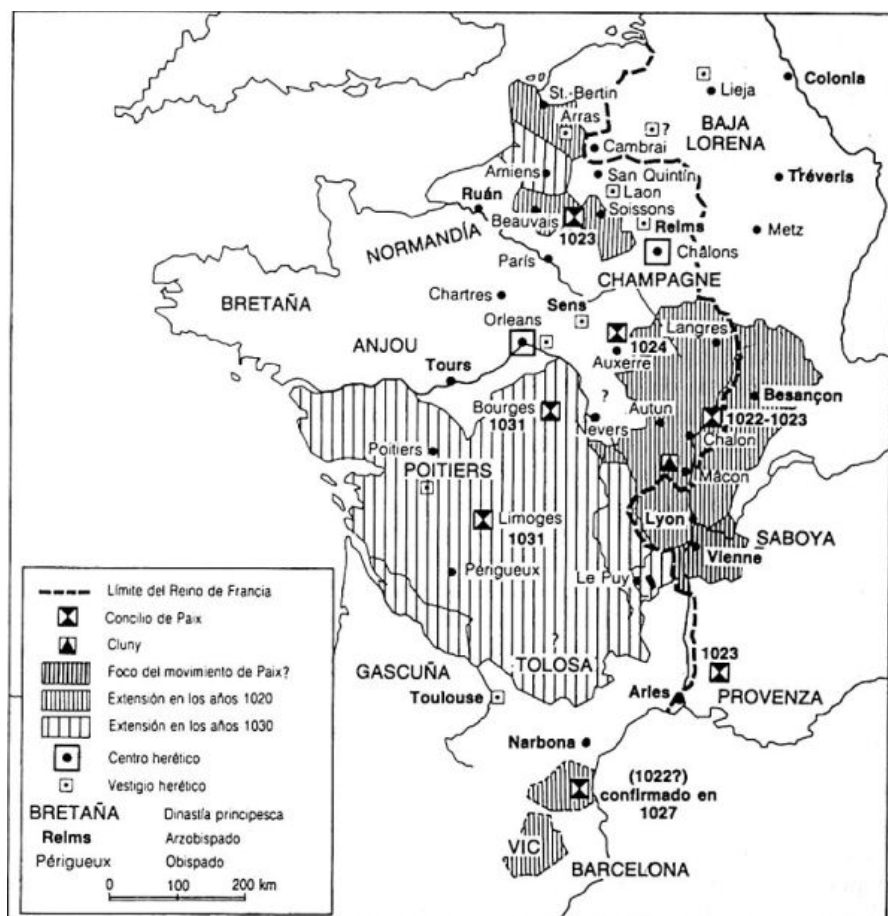 St.-Bertin
Arras
Lieja
Colonia
BAJA
LORENA
?
Cambrai
Amiens
San Quintín
Laon
Tréveris
Ruán
Beauvais
1023
Soissons
Reims
Metz
NORMANDÍA
París
Châlons
CHAMPAGNE
BRETAÑA
Chartres
Sens
Orleans
Langres
1024
Auxerre
ANJOU
Tours
Besançon
?
Bourges
1031
Nevers
Autun
1022-1023
Chalon
Poitiers
POITIERS
Mâcon
Limoges
1031
Lyon
SABOYA
Vienne
Périgueux
Le Puy
?
TOLOSA
GASCUÑA
1023
Toulouse
Arles
PROVENZA
Narbona
(1022?)
confirmado en
1027
VIC
BARCELONA
Límite del Reino de Francia
Concilio de Paix
Cluny
Foco del movimiento de Paix?
Extensión en los años 1020
Extensión en los años 1030
Centro herético
Vestigio herético
BRETAÑA Dinastía principesca
Reims Arzobispado
Périgueux Obispado
0 100 200 km